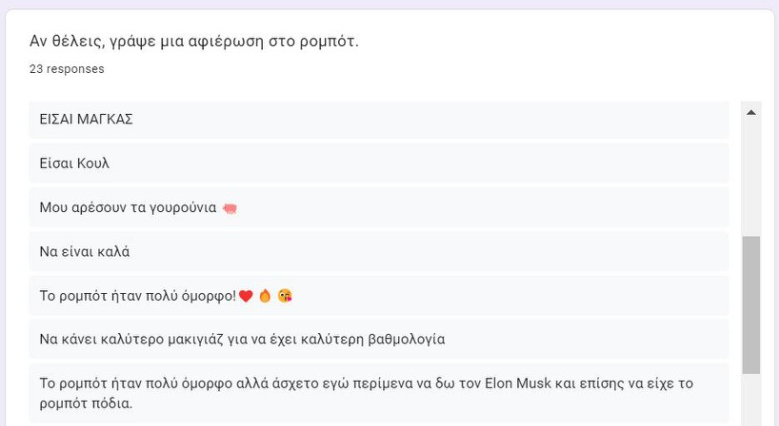 Αν θέλεις, γράψε μια αφιέρωση στο ρομπότ.
23 responses
ΕΙΣΑΙ ΜΑΓΚΑΣ
Είσαι Κουλ
Μου αρέσουν τα γουρούνια 🐖
Να είναι καλά
Το ρομπότ ήταν πολύ όμορφο!❤️ 🔥 😘
Να κάνει καλύτερο μακιγιάζ για να έχει καλύτερη βαθμολογία
Το ρομπότ ήταν πολύ όμορφο αλλά άσχετο εγώ περίμενα να δω τον Elon Musk και επίσης να είχε το
ρομπότ πόδια.